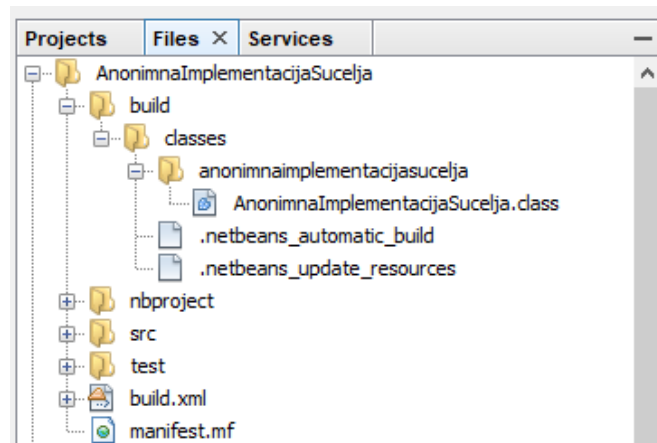 Projects Files × Services
AnonimnaImplementacijaSucelja
build
classes
anonimnaimplementacijasucelja
AnonimnaImplementacijaSucelja.class
.netbeans_automatic_build
.netbeans_update_resources
nbproject
src
test
build.xml
manifest.mf